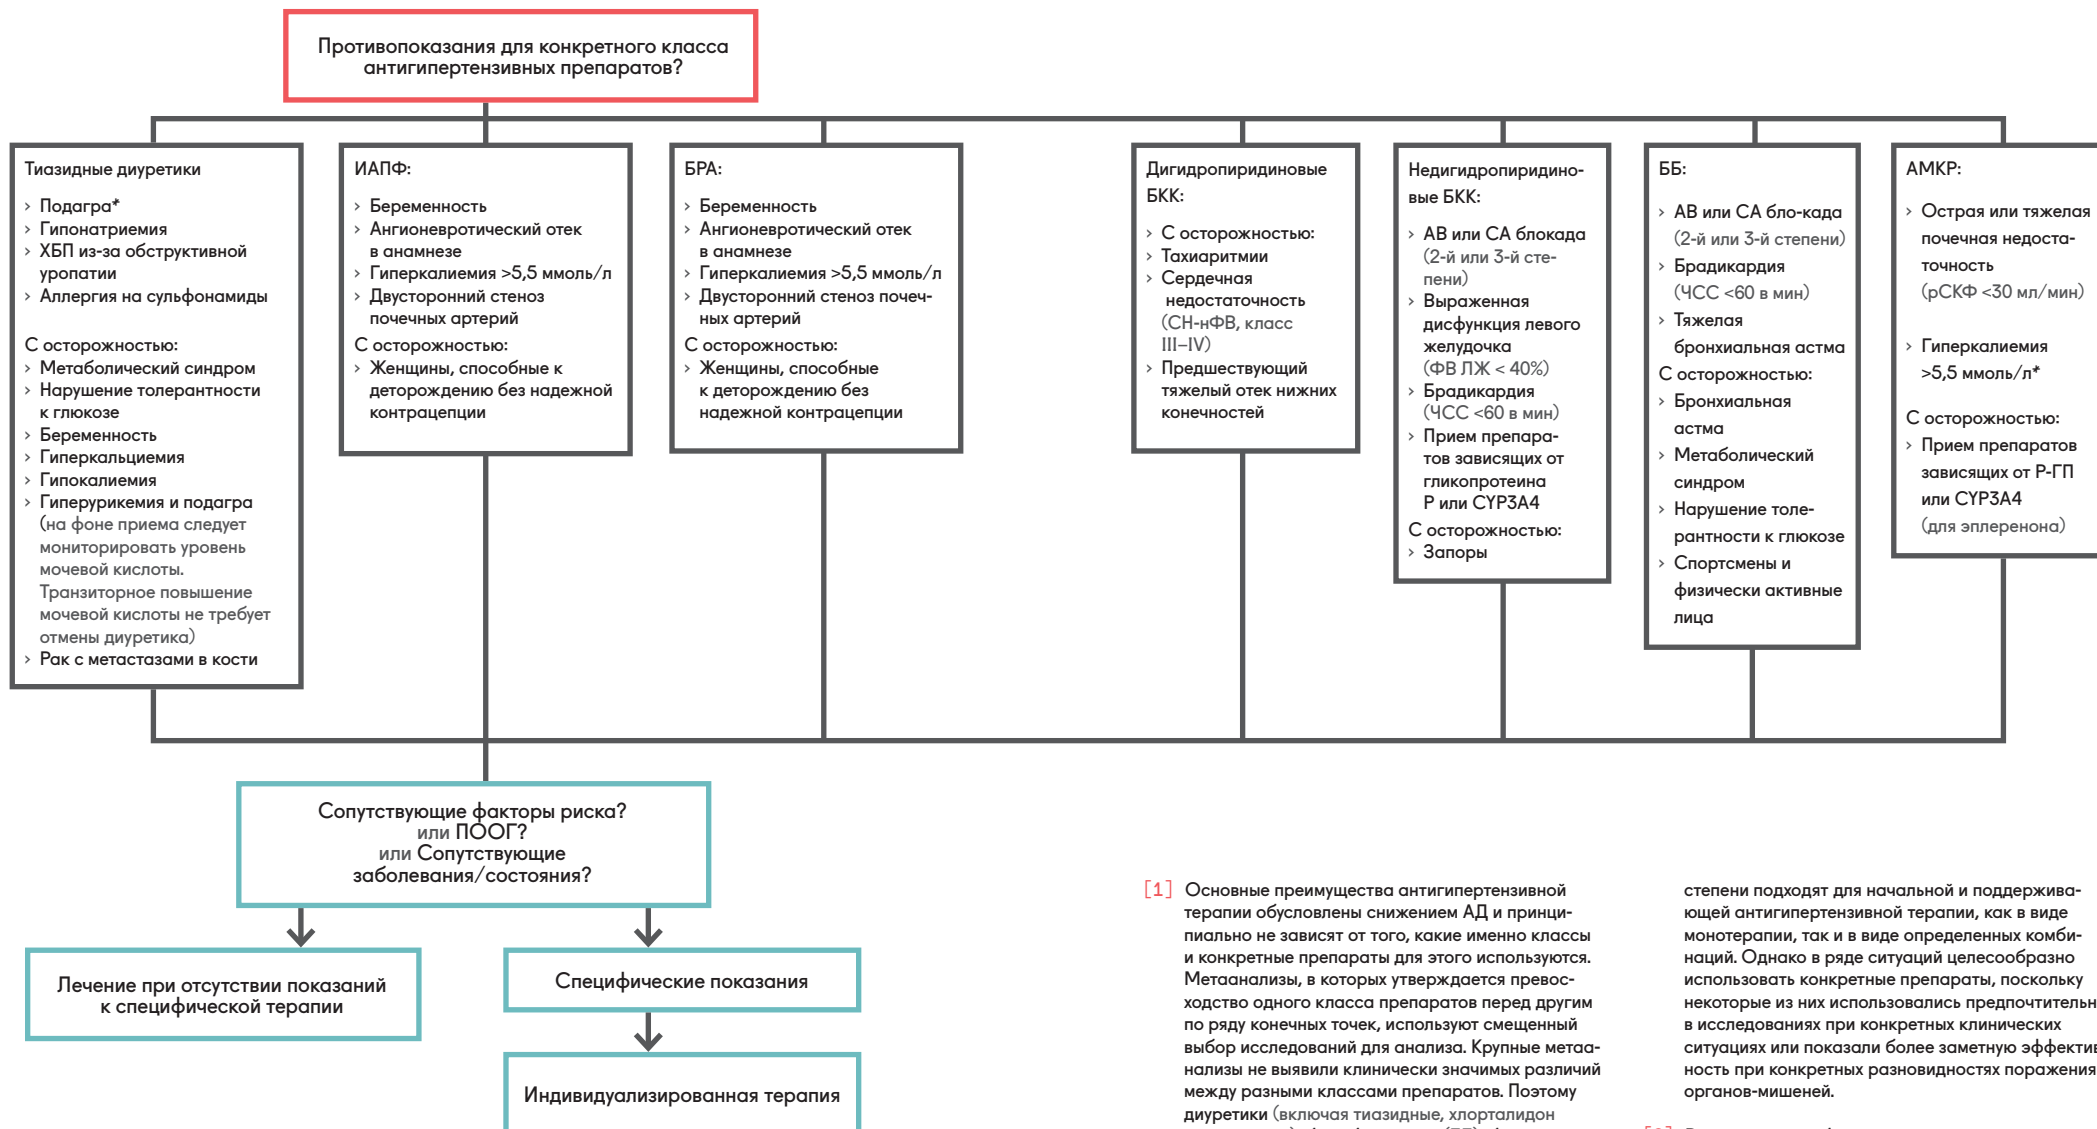 Противопоказания для конкретного класса
антигипертензивных препаратов?
Тиазидные диуретики
› Подагра*
› Гипонатриемия
› ХБП из-за обструктивной
уропатии
› Аллергия на сульфонамиды
С осторожностью:
› Метаболический синдром
› Нарушение толерантности
к глюкозе
› Беременность
› Гиперкальциемия
› Гипокалиемия
› Гиперурикемия и подагра
(на фоне приема следует
мониторировать уровень
мочевой кислоты.
Транзиторное повышение
мочевой кислоты не требует
отмены диуретика)
› Рак с метастазами в кости
ИАПФ:
› Беременность
› Ангионевротический отек
в анамнезе
› Гиперкалиемия >5,5 ммоль/л
› Двусторонний стеноз
почечных артерий
С осторожностью:
› Женщины, способные к
деторождению без надежной
контрацепции
БРА:
› Беременность
› Ангионевротический отек
в анамнезе
› Гиперкалиемия >5,5 ммоль/л
› Двусторонний стеноз почеч-
ных артерий
С осторожностью:
› Женщины, способные
к деторождению без
надежной контрацепции
Дигидропиридиновые
БКК:
› С осторожностью:
› Тахиаритмии
› Сердечная
недостаточность
(СН-нФВ, класс
III–IV)
› Предшествующий
тяжелый отек нижних
конечностей
Недигидропиридино-
вые БКК:
› АВ или СА блокада
(2-й или 3-й сте-
пени)
› Выраженная
дисфункция левого
желудочка
(ФВ ЛЖ < 40%)
› Брадикардия
(ЧСС <60 в мин)
› Прием препара-
тов зависящих от
гликопротеина
Р или CYP3A4
С осторожностью:
› Запоры
ББ:
› АВ или СА бло-када
(2-й или 3-й степени)
› Брадикардия
(ЧСС <60 в мин)
› Тяжелая
бронхиальная астма
С осторожностью:
› Бронхиальная
астма
› Метаболический
синдром
› Нарушение толе-
рантности к глюкозе
› Спортсмены и
физически активные
лица
АМКР:
› Острая или тяжелая
почечная недоста-
точность
(рСКФ <30 мл/мин)
› Гиперкалиемия
>5,5 ммоль/л*
С осторожностью:
› Прием препаратов
зависящих от Р-ГП
или CYP3A4
(для эплеренона)
Сопутствующие факторы риска?
или ПООГ?
или Сопутствующие
заболевания/состояния?
Лечение при отсутствии показаний
к специфической терапии
Специфические показания
Индивидуализированная терапия
[1] Основные преимущества антигипертензивной
терапии обусловлены снижением АД и принци-
пиально не зависят от того, какие именно классы
и конкретные препараты для этого используются.
Метаанализы, в которых утверждается превос-
ходство одного класса препаратов перед другим
по ряду конечных точек, используют смещенный
выбор исследований для анализа. Крупные метаа-
нализы не выявили клинически значимых различий
между разными классами препаратов. Поэтому
диуретики (включая тиазидные, хлорталидон
степени подходят для начальной и поддержива-
ющей антигипертензивной терапии, как в виде
монотерапии, так и в виде определенных комби-
наций. Однако в ряде ситуаций целесообразно
использовать конкретные препараты, поскольку
некоторые из них использовались предпочтительн
в исследованиях при конкретных клинических
ситуациях или показали более заметную эффектив
ность при конкретных разновидностях поражения
органов-мишеней.